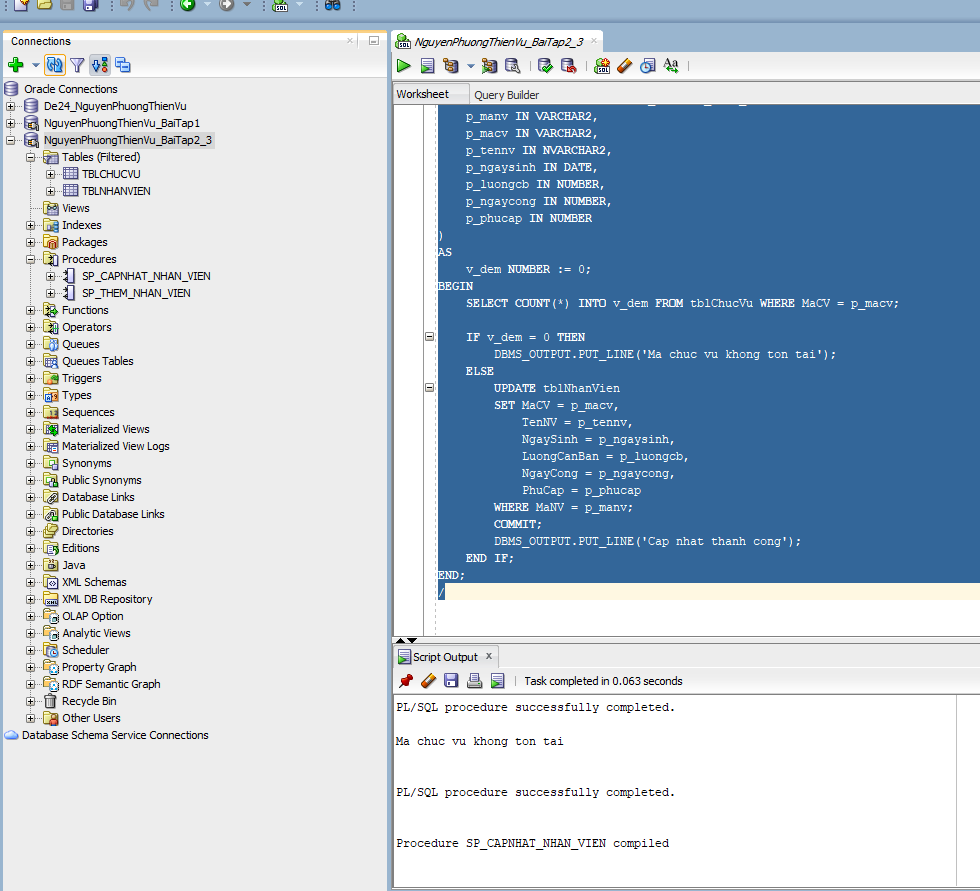 Connections
Oracle Connections
De24_NguyenPhuongThienVu
NguyenPhuongThienVu_BaiTap1
NguyenPhuongThienVu_BaiTap2_3
Tables (Filtered)
TBLCHUCVU
TBLNHANVIEN
Views
Indexes
Packages
Procedures
SP_CAPNHAT_NHAN_VIEN
SP_THEM_NHAN_VIEN
Functions
Operators
Queues
Queues Tables
Triggers
Types
Sequences
Materialized Views
Materialized View Logs
Synonyms
Public Synonyms
Database Links
Public Database Links
Directories
Editions
Java
XML Schemas
XML DB Repository
OLAP Option
Analytic Views
Scheduler
Property Graph
RDF Semantic Graph
Recycle Bin
Other Users
Database Schema Service Connections
NguyenPhuongThienVu_BaiTap2_3
Worksheet Query Builder
p_manv IN VARCHAR2,
p_macv IN VARCHAR2,
p_tennv IN NVARCHAR2,
p_ngaysinh IN DATE,
p_luongcb IN NUMBER,
p_ngaycong IN NUMBER,
p_phucap IN NUMBER
)
AS
v_dem NUMBER := 0;
BEGIN
SELECT COUNT(*) INTO v_dem FROM tblChucVu WHERE MaCV = p_macv;
IF v_dem = 0 THEN
DBMS_OUTPUT.PUT_LINE('Ma chuc vu khong ton tai');
ELSE
UPDATE tblNhanVien
SET MaCV = p_macv,
TenNV = p_tennv,
NgaySinh = p_ngaysinh,
LuongCanBan = p_luongcb,
NgayCong = p_ngaycong,
PhuCap = p_phucap
WHERE MaNV = p_manv;
COMMIT;
DBMS_OUTPUT.PUT_LINE('Cap nhat thanh cong');
END IF;
END;
/
Script Output
Task completed in 0.063 seconds
PL/SQL procedure successfully completed.
Ma chuc vu khong ton tai
PL/SQL procedure successfully completed.
Procedure SP_CAPNHAT_NHAN_VIEN compiled